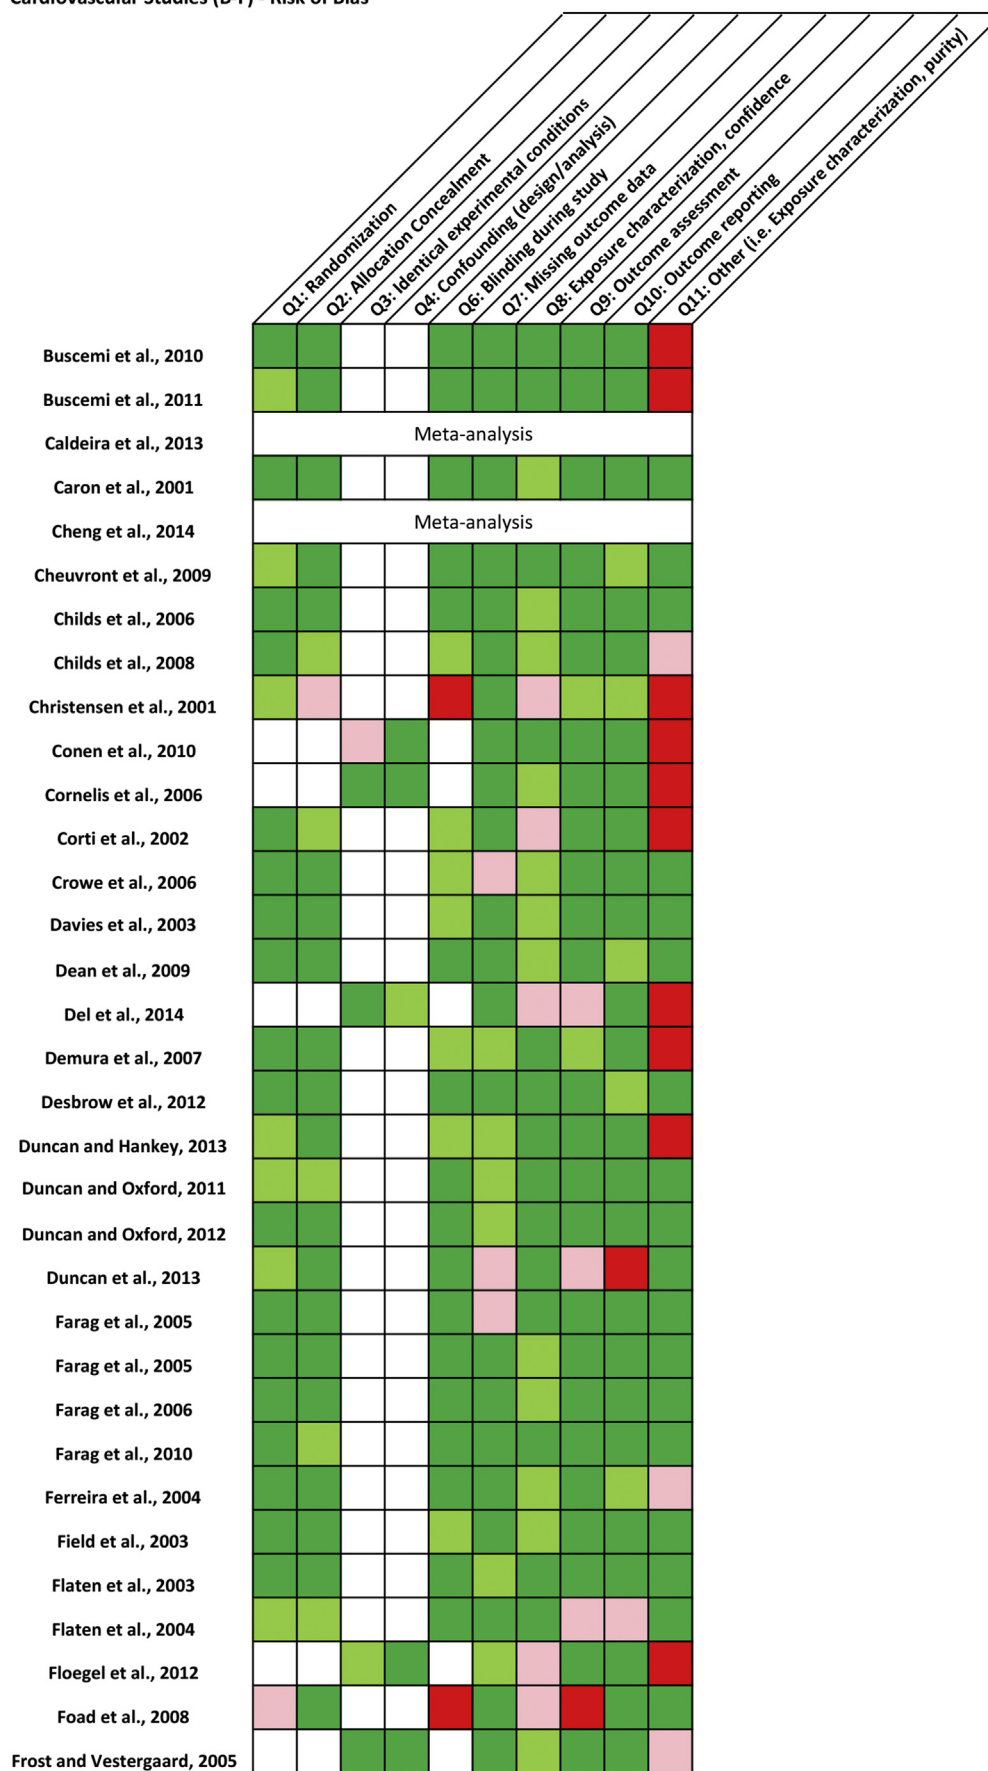 Cardiovascular Studies (B-F) - Risk of Bias
Q1: Randomization
Q2: Allocation Concealment
Q3: Identical experimental conditions
Q4: Confounding (design/analysis)
Q6: Blinding during study
Q7: Missing outcome data
Q8: Exposure characterization, confidence
Q9: Outcome assessment
Q10: Outcome reporting
Q11: Other (i.e. Exposure characterization, purity)
Buscemi et al., 2010
Buscemi et al., 2011
Caldeira et al., 2013
Meta-analysis
Caron et al., 2001
Cheng et al., 2014
Meta-analysis
Cheuvront et al., 2009
Childs et al., 2006
Childs et al., 2008
Christensen et al., 2001
Conen et al., 2010
Cornelis et al., 2006
Corti et al., 2002
Crowe et al., 2006
Davies et al., 2003
Dean et al., 2009
Del et al., 2014
Demura et al., 2007
Desbrow et al., 2012
Duncan and Hankey, 2013
Duncan and Oxford, 2011
Duncan and Oxford, 2012
Duncan et al., 2013
Farag et al., 2005
Farag et al., 2005
Farag et al., 2006
Farag et al., 2010
Ferreira et al., 2004
Field et al., 2003
Flaten et al., 2003
Flaten et al., 2004
Floegel et al., 2012
Foad et al., 2008
Frost and Vestergaard, 2005